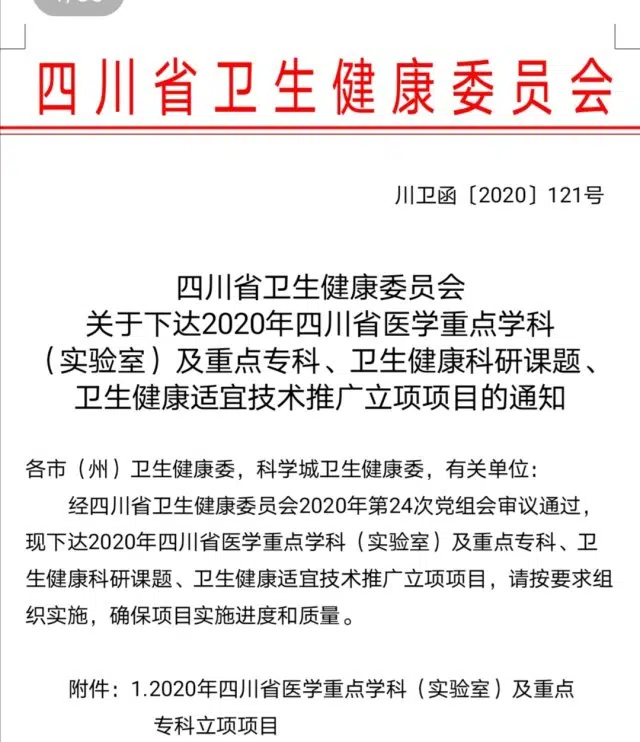 四川省卫生健康委员会
川卫函〔2020〕121号
四川省卫生健康委员会
关于下达2020年四川省医学重点学科
（实验室）及重点专科、卫生健康科研课题、
卫生健康适宜技术推广立项项目的通知
各市（州）卫生健康委，科学城卫生健康委，有关单位：
经四川省卫生健康委员会2020年第24次党组会审议通过，
现下达2020年四川省医学重点学科（实验室）及重点专科、卫
生健康科研课题、卫生健康适宜技术推广立项项目，请按要求组
织实施，确保项目实施进度和质量。
附件：1.2020年四川省医学重点学科（实验室）及重点
专科立项项目